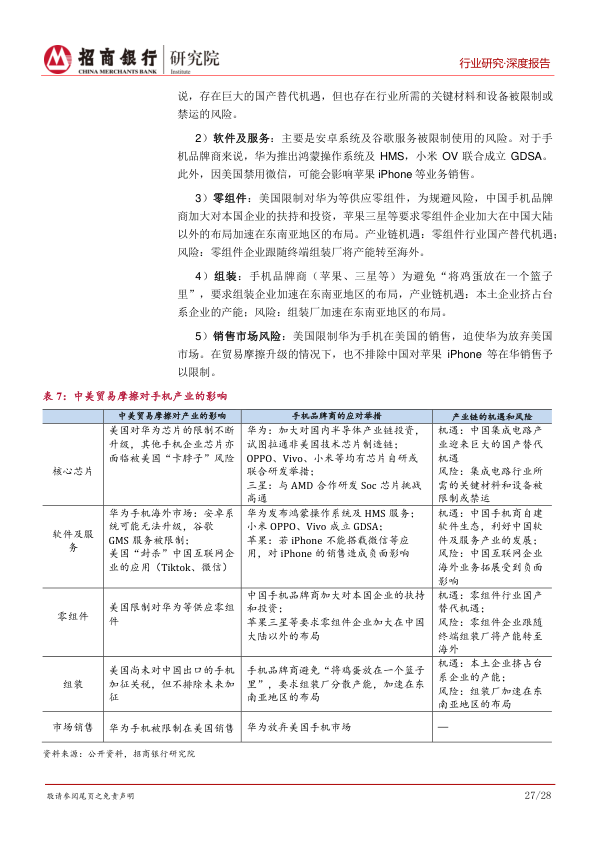 招商银行 研究院
CHINA MERCHANTS BANK Institute
行业研究·深度报告
说，存在巨大的国产替代机遇，但也存在行业所需的关键材料和设备被限制或
禁运的风险。
2）软件及服务：主要是安卓系统及谷歌服务被限制使用的风险。对于手
机品牌商来说，华为推出鸿蒙操作系统及 HMS，小米 OV 联合成立 GDSA。
此外，因美国禁用微信，可能会影响苹果 iPhone 等业务销售。
3）零组件：美国限制对华为等供应零组件，为规避风险，中国手机品牌
商加大对本国企业的扶持和投资，苹果三星等要求零组件企业加大在中国大陆
以外的布局加速在东南亚地区的布局。产业链机遇：零组件行业国产替代机遇；
风险：零组件企业跟随终端组装厂将产能转至海外。
4）组装：手机品牌商（苹果、三星等）为避免“将鸡蛋放在一个篮子
里”，要求组装企业加速在东南亚地区的布局，产业链机遇：本土企业挤占台
系企业的产能；风险：组装厂加速在东南亚地区的布局。
5）销售市场风险：美国限制华为手机在美国的销售，迫使华为放弃美国
市场。在贸易摩擦升级的情况下，也不排除中国对苹果 iPhone 等在华销售予
以限制。
表 7：中美贸易摩擦对手机产业的影响
中美贸易摩擦对产业的影响 手机品牌商的应对举措 产业链的机遇和风险
核心芯片
美国对华为芯片的限制不断
升级，其他手机企业芯片亦
面临被美国“卡脖子”风险
华为：加大对国内半导体产业链投资，
试图拉通非美国技术芯片制造链；
OPPO、Vivo、小米等均有芯片自研或
联合研发举措；
三星：与 AMD 合作研发 Soc 芯片挑战
高通
机遇：中国集成电路产
业迎来巨大的国产替代
机遇
风险：集成电路行业所
需的关键材料和设备被
限制或禁运
软件及服
务
华为手机海外市场：安卓系
统可能无法升级，谷歌
GMS 服务被限制；
美国“封杀”中国互联网企
业的应用（Tiktok、微信）
华为发布鸿蒙操作系统及 HMS 服务；
小米 OPPO、Vivo 成立 GDSA；
苹果：若 iPhone 不能搭载微信等应
用，对 iPhone 的销售造成负面影响
机遇：中国手机商自建
软件生态，利好中国软
件及服务产业的发展；
风险：中国互联网企业
海外业务拓展受到负面
影响
零组件
美国限制对华为等供应零组
件
中国手机品牌商加大对本国企业的扶持
和投资；
苹果三星等要求零组件企业加大在中国
大陆以外的布局
机遇：零组件行业国产
替代机遇；
风险：零组件企业跟随
终端组装厂将产能转至
海外
组装
美国尚未对中国出口的手机
加征关税，但不排除未来加
征
手机品牌商避免“将鸡蛋放在一个篮子
里”，要求组装厂分散产能，加速在东
南亚地区的布局
机遇：本土企业挤占台
系企业的产能；
风险：组装厂加速在东
南亚地区的布局
市场销售 华为手机被限制在美国销售 华为放弃美国手机市场 —
资料来源：公开资料，招商银行研究院
敬请参阅尾页之免责声明
27/28